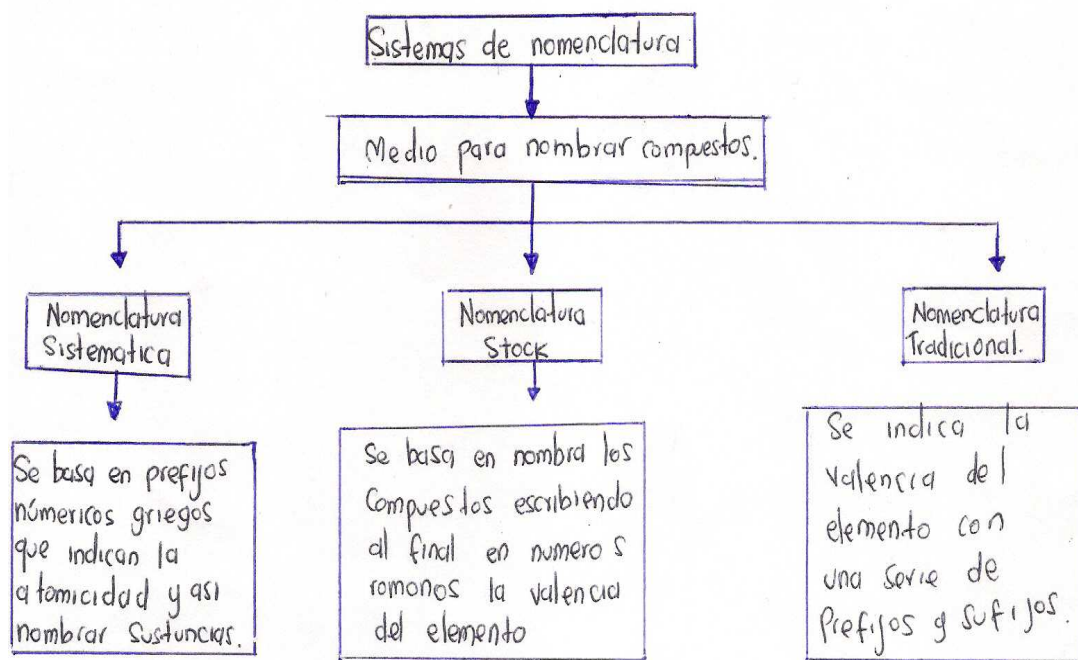 Sistemas de nomenclatura
Medio para nombrar compuestos.
Nomenclatura
Sistematica
Se basa en prefijos
númericos griegos
que indican la
atomicidad y asi
nombrar Sustuncias.
Nomenclatura
Stock
Se basa en nombra los
Compuestos escribiendo
al final en numeros
romonos la valencia
del elemento
Nomenclatura
Tradicional.
Se indica la
valencia del
elemento con
una serie de
Prefijos y sufijos.